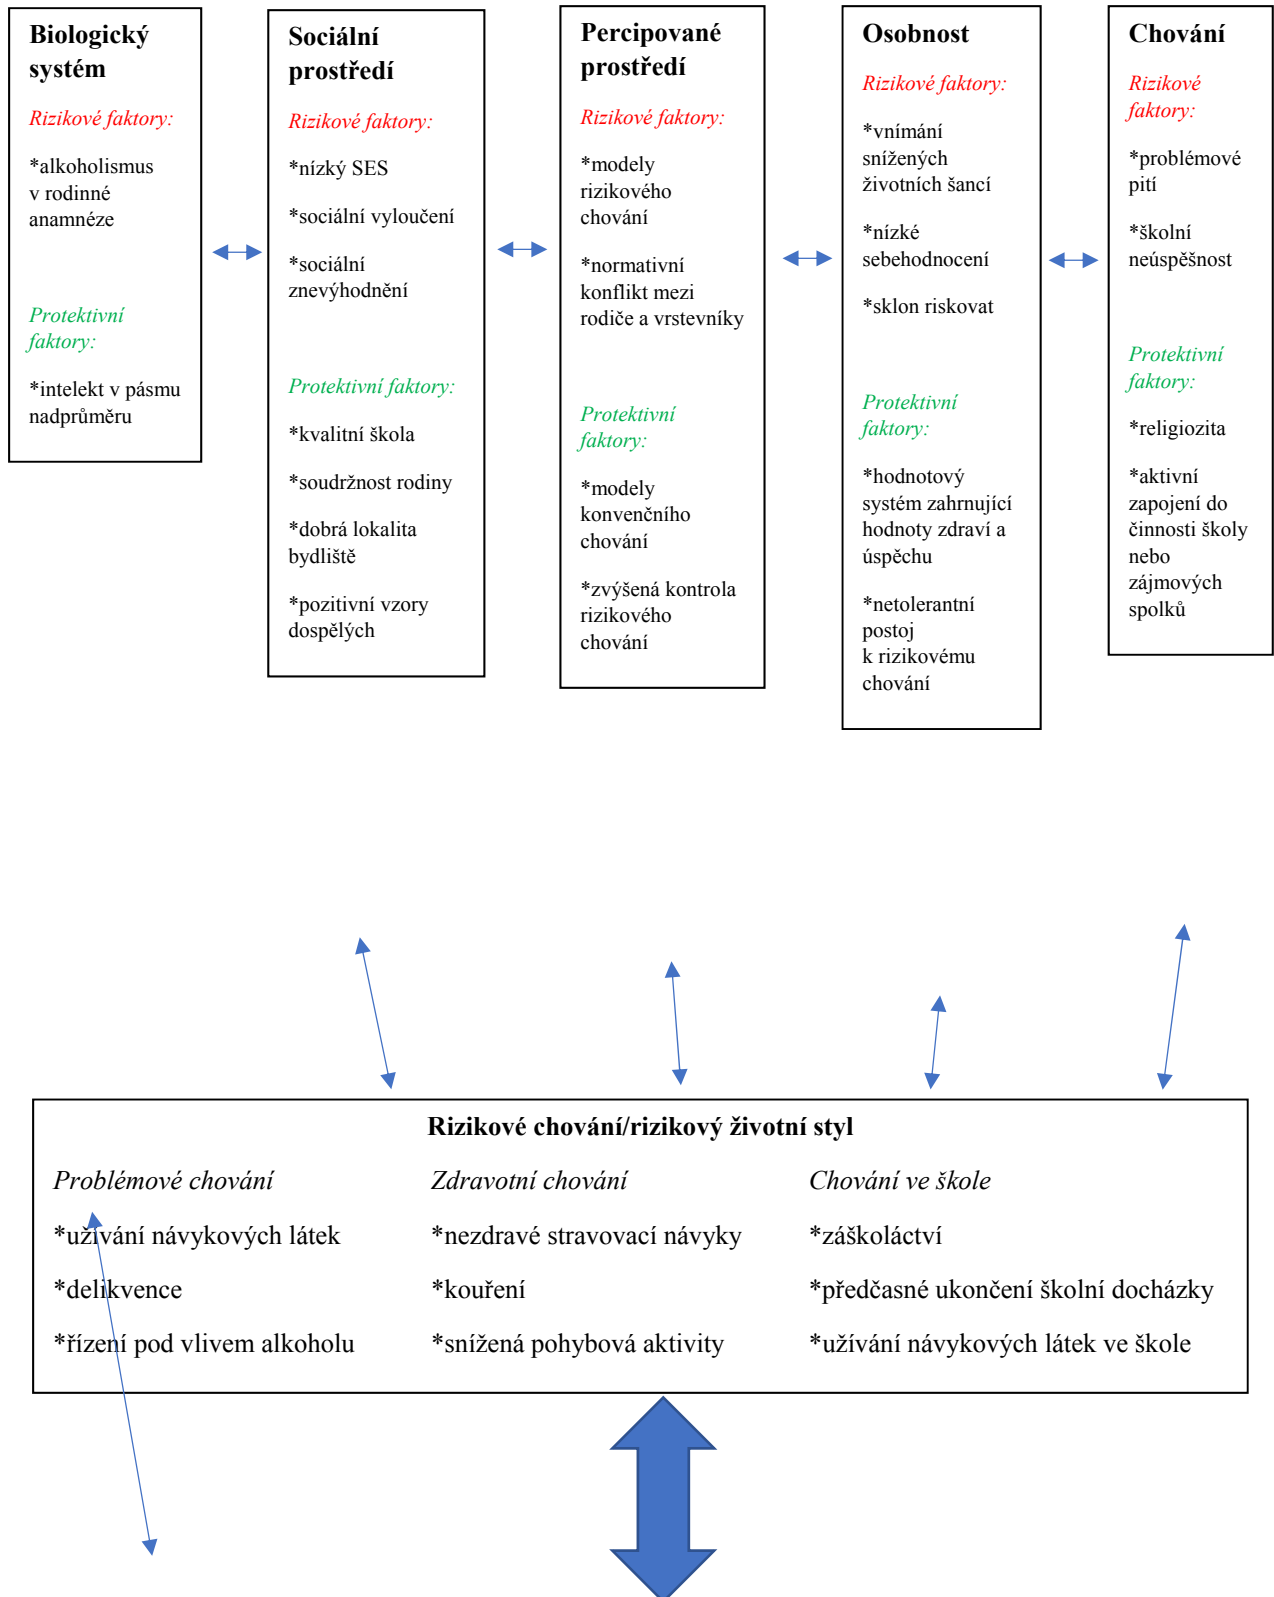 Biologický
systém
Rizikové faktory:
*alkoholismus
v rodinné
anamnéze
Protektivní
faktory:
*intelekt v pásmu
nadprůměru
Sociální
prostředí
Rizikové faktory:
*nízký SES
*sociální vyloučení
*sociální
znevýhodnění
Protektivní faktory:
*kvalitní škola
*soudržnost rodiny
*dobrá lokalita
bydliště
*pozitivní vzory
dospělých
Percipované
prostředí
Rizikové faktory:
*modely
rizikového
chování
*normativní
konflikt mezi
rodiče a vrstevníky
Protektivní
faktory:
*modely
konvenčního
chování
*zvýšená kontrola
rizikového
chování
Osobnost
Rizikové faktory:
*vnímání
snížených
životních šancí
*nízké
sebehodnocení
*sklon riskovat
Protektivní
faktory:
*hodnotový
systém zahrnující
hodnoty zdraví a
úspěchu
*netolerantní
postoj
k rizikovému
chování
Chování
Rizikové
faktory:
*problémové
pití
*školní
neúspěšnost
Protektivní
faktory:
*religiozita
*aktivní
zapojení do
činnosti školy
nebo
zájmových
spolků
Rizikové chování/rizikový životní styl
Problémové chování
*užívání návykových látek
*delikvence
*řízení pod vlivem alkoholu
Zdravotní chování
*nezdravé stravovací návyky
*kouření
*snížená pohybová aktivity
Chování ve škole
*záškoláctví
*předčasné ukončení školní docházky
*užívání návykových látek ve škole